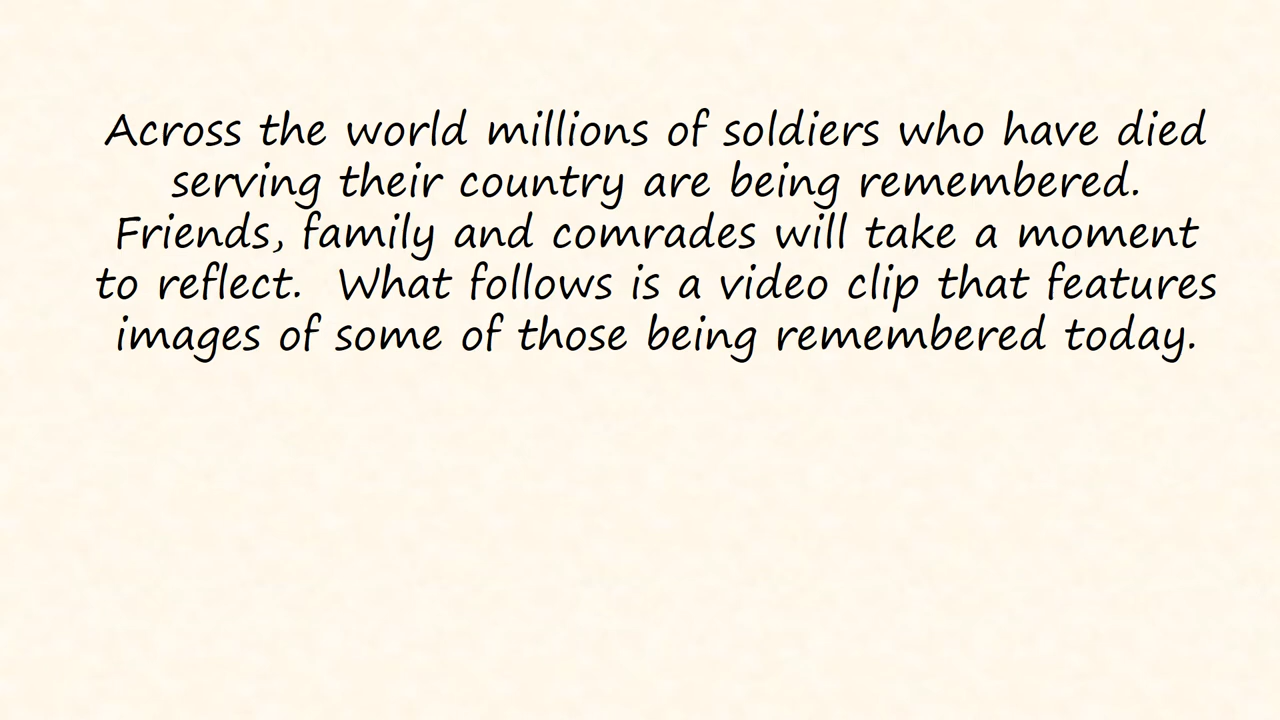 Across the world millions of soldiers who have died
serving their country are being remembered.
Friends, family and comrades will take a moment
to reflect.  What follows is a video clip that features
images of some of those being remembered today.